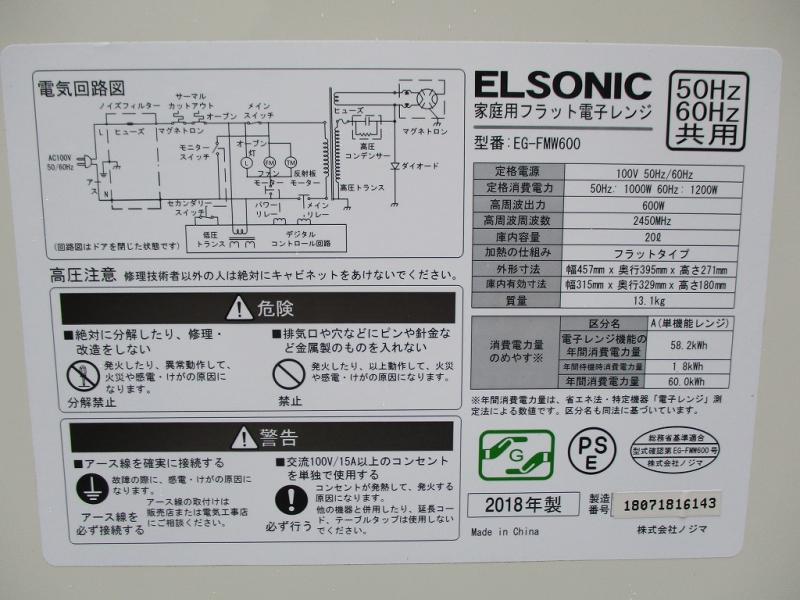 電気回路図
サーマル
カットアウト
オーブン
メイン
スイッチ
ノイズフィルター
L
ヒューズ
マグネトロン
モニター
スイッチ
オーブン
灯
L
FM
TM
ファン
モーター
反射板
モーター
AC100V
50/60Hz
アース
N
セカンダリー
スイッチ
パワー
リレー
メイン
リレー
低圧
トランス
デジタル
コントロール回路
ヒューズ
高圧
コンデンサー
マグネトロン
ダイオード
高圧トランス
(回路図はドアを閉じた状態です)
高圧注意 修理技術者以外の人は絶対にキャビネットをあけないでください。
危険
■絶対に分解したり、修理・
改造をしない
発火したり、異常動作して、
火災や感電・けがの原因に
なります。
分解禁止
■排気口や穴などにピンや針金な
ど金属製のものを入れない
発火したり、以上動作して、火災
や感電・けがの原因になります。
禁止
警告
■アース線を確実に接続する
故障の際に、感電・けがの原因に
なります。
アース線の取付けは
販売店または電気工事店
にご相談ください。
アース線を
必ず接続する
■交流100V/15A以上のコンセント
を単独で使用する
コンセントが発熱して、発火する
原因になります。
他の機器と併用したり、延長コー
ド、テーブルタップは使用しない
でください。
必ず行う
ELSONIC
家庭用フラット電子レンジ
型番: EG-FMW600
50Hz
60Hz
共用
定格電源 100V 50Hz/60Hz
定格消費電力 50Hz: 1000W 60Hz: 1200W
高周波出力 600W
高周波周波数 2450MHz
庫内容量 20ℓ
加熱の仕組み フラットタイプ
外形寸法 幅457mm x 奥行395mm x 高さ271mm
庫内有効寸法 幅315mm x 奥行329mm x 高さ180mm
質量 13.1kg
消費電力量
のめやす※
区分名 A(単機能レンジ)
電子レンジ機能の
年間消費電力量 58.2kWh
年間待機時消費電力量 1.8kWh
年間消費電力量 60.0kWh
※年間消費電力量は、省エネ法・特定機器「電子レンジ」測
定法による数値です。区分名も同法に基づいています。
G
PS
E
総務省基準適合
型式確認第EG-FMW600号
株式会社ノジマ
2018年製
製造
番号
18071816143
Made in China
株式会社ノジマ